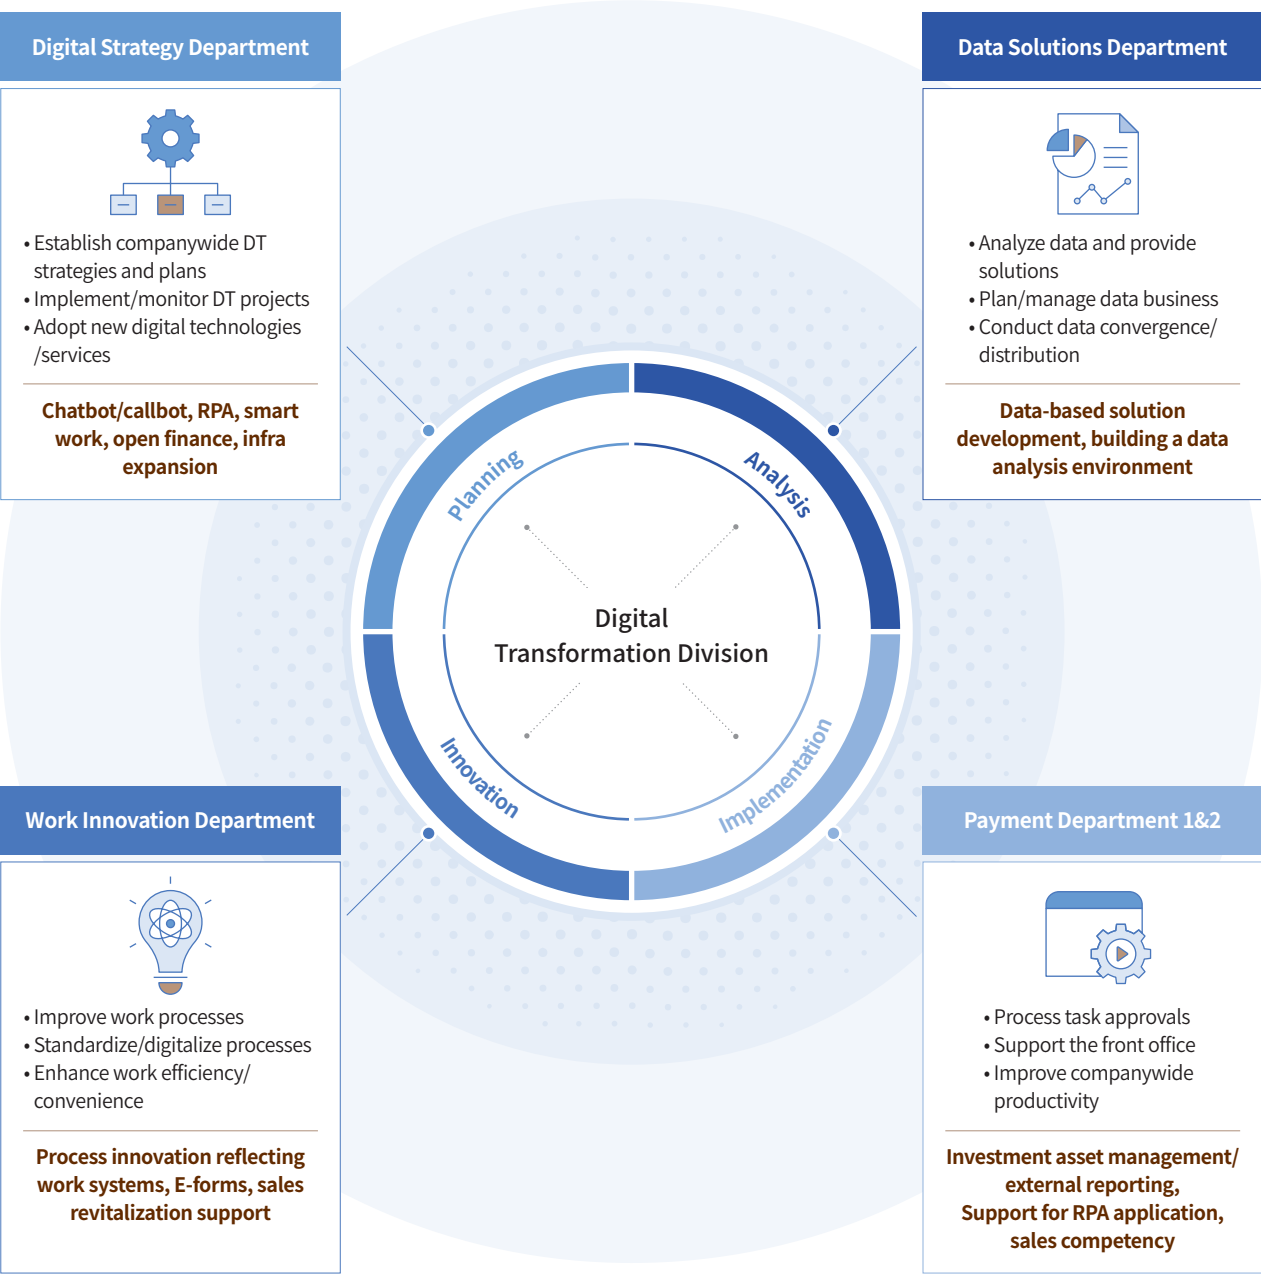 Digital Strategy Department
• Establish companywide DT
strategies and plans
• Implement/monitor DT projects
• Adopt new digital technologies
/services
Chatbot/callbot, RPA, smart
work, open finance, infra
expansion
Data Solutions Department
• Analyze data and provide
solutions
• Plan/manage data business
• Conduct data convergence/
distribution
Data-based solution
development, building a data
analysis environment
Planning
Analysis
Digital
Transformation Division
Innovation
Implementation
Work Innovation Department
• Improve work processes
• Standardize/digitalize processes
• Enhance work efficiency/
convenience
Process innovation reflecting
work systems, E-forms, sales
revitalization support
Payment Department 1&2
• Process task approvals
• Support the front office
• Improve companywide
productivity
Investment asset management/
external reporting,
Support for RPA application,
sales competency